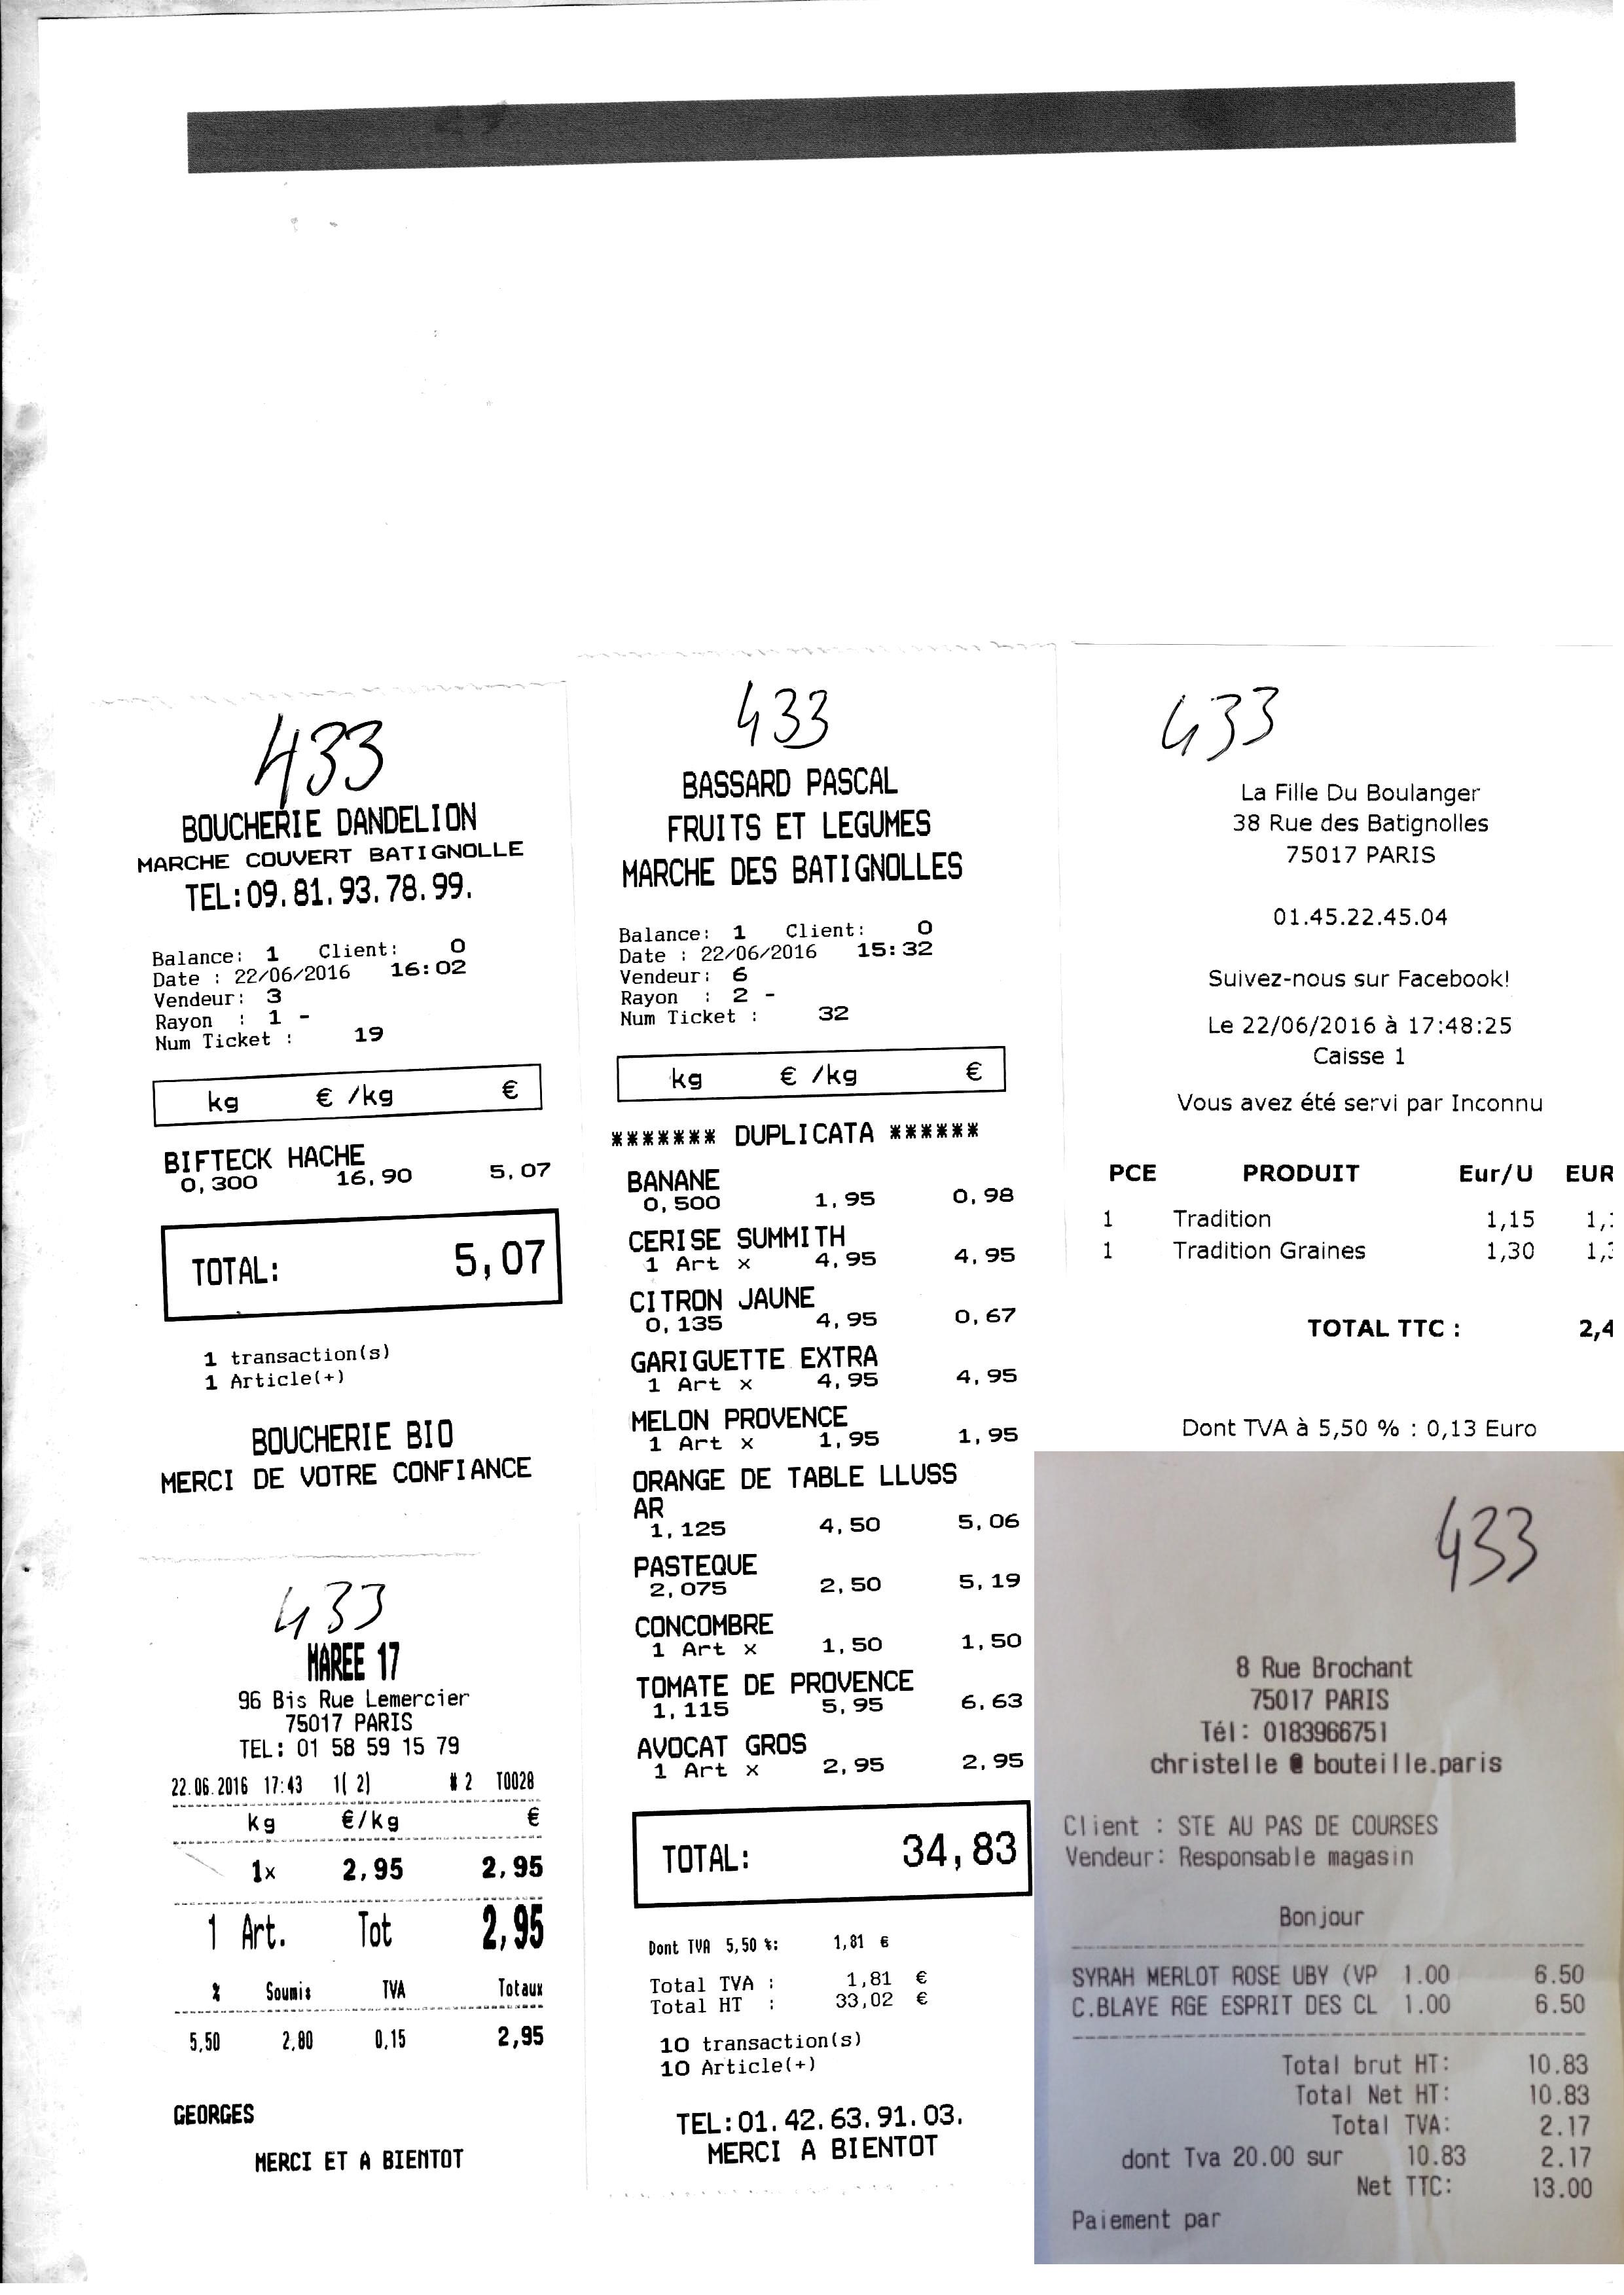 433
BOUCHERIE DANDELION
MARCHE COUVERT BATIGNOLLE
TEL:09.81.93.78.99.
Balance: 1 Client: 0
Date : 22/06/2016 16:02
Vendeur: 3
Rayon : 1 -
Num Ticket : 19
kg € /kg €
BIFTECK HACHE
0,300 16,90 5,07
TOTAL: 5,07
1 transaction(s)
1 Article(+)
BOUCHERIE BIO
MERCI DE VOTRE CONFIANCE
433
MAREE 17
96 Bis Rue Lemercier
75017 PARIS
TEL: 01 58 59 15 79
22.06.2016 17:43 1( 2) #2 T0028
kg €/kg €
1x 2,95 2,95
1 Art. Tot 2,95
% Soumis TVA Totaux
5,50 2,80 0,15 2,95
GEORGES
MERCI ET A BIENTOT
433
BASSARD PASCAL
FRUITS ET LEGUMES
MARCHE DES BATIGNOLLES
Balance: 1 Client: 0
Date : 22/06/2016 15:32
Vendeur: 6
Rayon : 2 -
Num Ticket : 32
kg € /kg €
******* DUPLICATA ******
BANANE
0,500 1,95 0,98
CERISE SUMMITH
1 Art x 4,95 4,95
CITRON JAUNE
0,135 4,95 0,67
GARIGUETTE EXTRA
1 Art x 4,95 4,95
MELON PROVENCE
1 Art x 1,95 1,95
ORANGE DE TABLE LLUSS
AR
1,125 4,50 5,06
PASTEQUE
2,075 2,50 5,19
CONCOMBRE
1 Art x 1,50 1,50
TOMATE DE PROVENCE
1,115 5,95 6,63
AVOCAT GROS
1 Art x 2,95 2,95
TOTAL: 34,83
Dont TVA 5,50 %: 1,81 €
Total TVA : 1,81 €
Total HT : 33,02 €
10 transaction(s)
10 Article(+)
TEL:01.42.63.91.03.
MERCI A BIENTOT
433
La Fille Du Boulanger
38 Rue des Batignolles
75017 PARIS
01.45.22.45.04
Suivez-nous sur Facebook!
Le 22/06/2016 à 17:48:25
Caisse 1
Vous avez été servi par Inconnu
PCE PRODUIT Eur/U EUR
1 Tradition 1,15 1,
1 Tradition Graines 1,30 1,
TOTAL TTC : 2,4
Dont TVA à 5,50 % : 0,13 Euro
433
8 Rue Brochant
75017 PARIS
Tél: 0183966751
christelle @ bouteille.paris
Client : STE AU PAS DE COURSES
Vendeur: Responsable magasin
Bonjour
SYRAH MERLOT ROSE UBY (VP 1.00 6.50
C.BLAYE RGE ESPRIT DES CL 1.00 6.50
Total brut HT: 10.83
Total Net HT: 10.83
Total TVA: 2.17
dont Tva 20.00 sur 10.83 2.17
Net TTC: 13.00
Paiement par